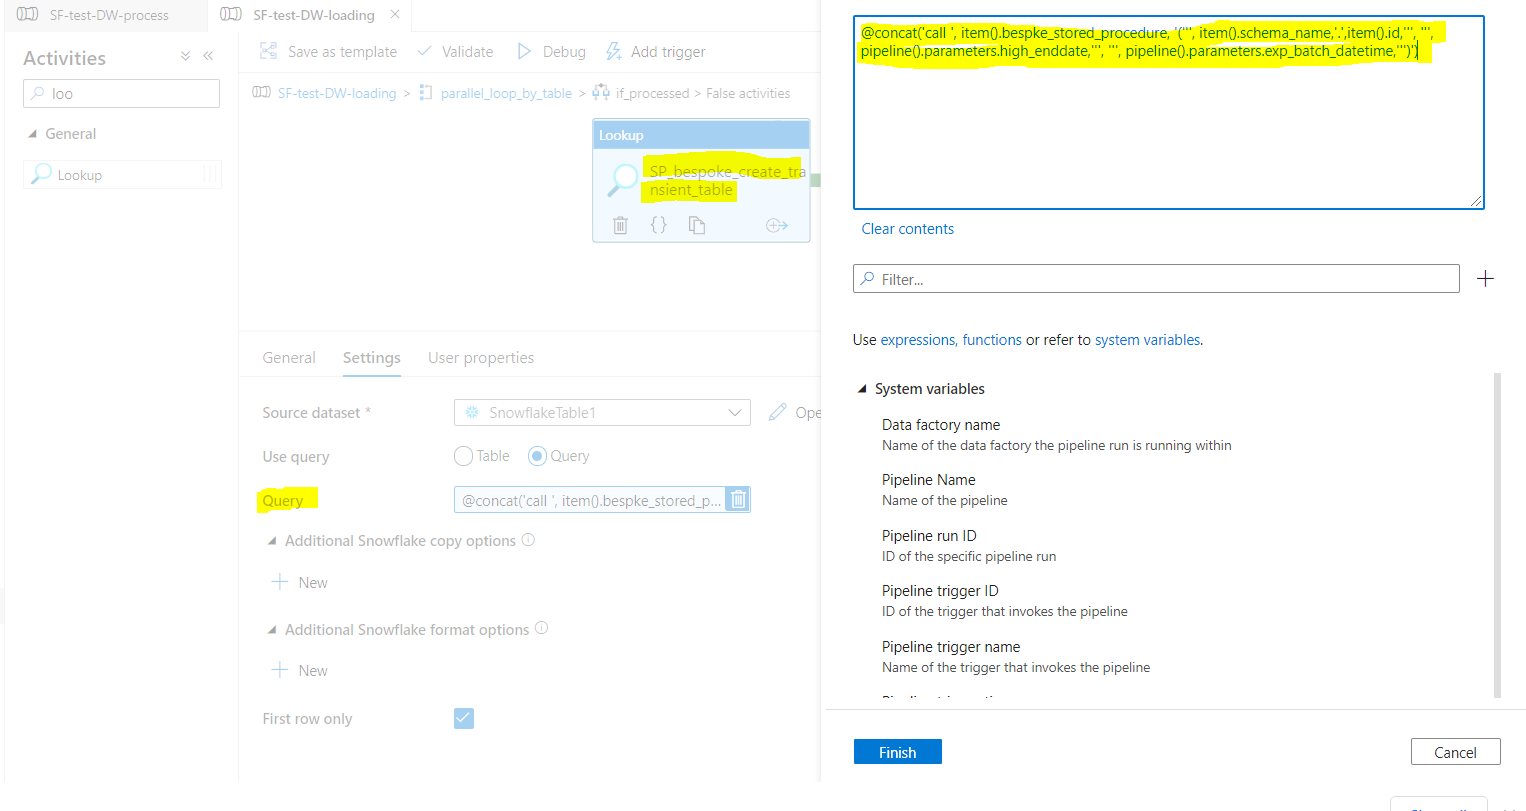 SF-test-DW-process
SF-test-DW-loading
Activities
loo
General
Lookup
Save as template
Validate
Debug
Add trigger
SF-test-DW-loading > parallel_loop_by_table > if_processed > False activities
Lookup
SP_bespoke_create_tra
nsient_table
General
Settings
User properties
Source dataset *
SnowflakeTable1
Ope
Use query
Table
Query
Query
@concat('call ', item().bespke_stored_p...
Additional Snowflake copy options
New
Additional Snowflake format options
New
First row only
@concat('call ', item().bespoke_stored_procedure, '(''', item().schema_name,'.',item().id,''', ''',
pipeline().parameters.high_enddate,''', ''', pipeline().parameters.exp_batch_datetime,''')')
Clear contents
Filter...
Use expressions, functions or refer to system variables.
System variables
Data factory name
Name of the data factory the pipeline run is running within
Pipeline Name
Name of the pipeline
Pipeline run ID
ID of the specific pipeline run
Pipeline trigger ID
ID of the trigger that invokes the pipeline
Pipeline trigger name
Name of the trigger that invokes the pipeline
Finish
Cancel